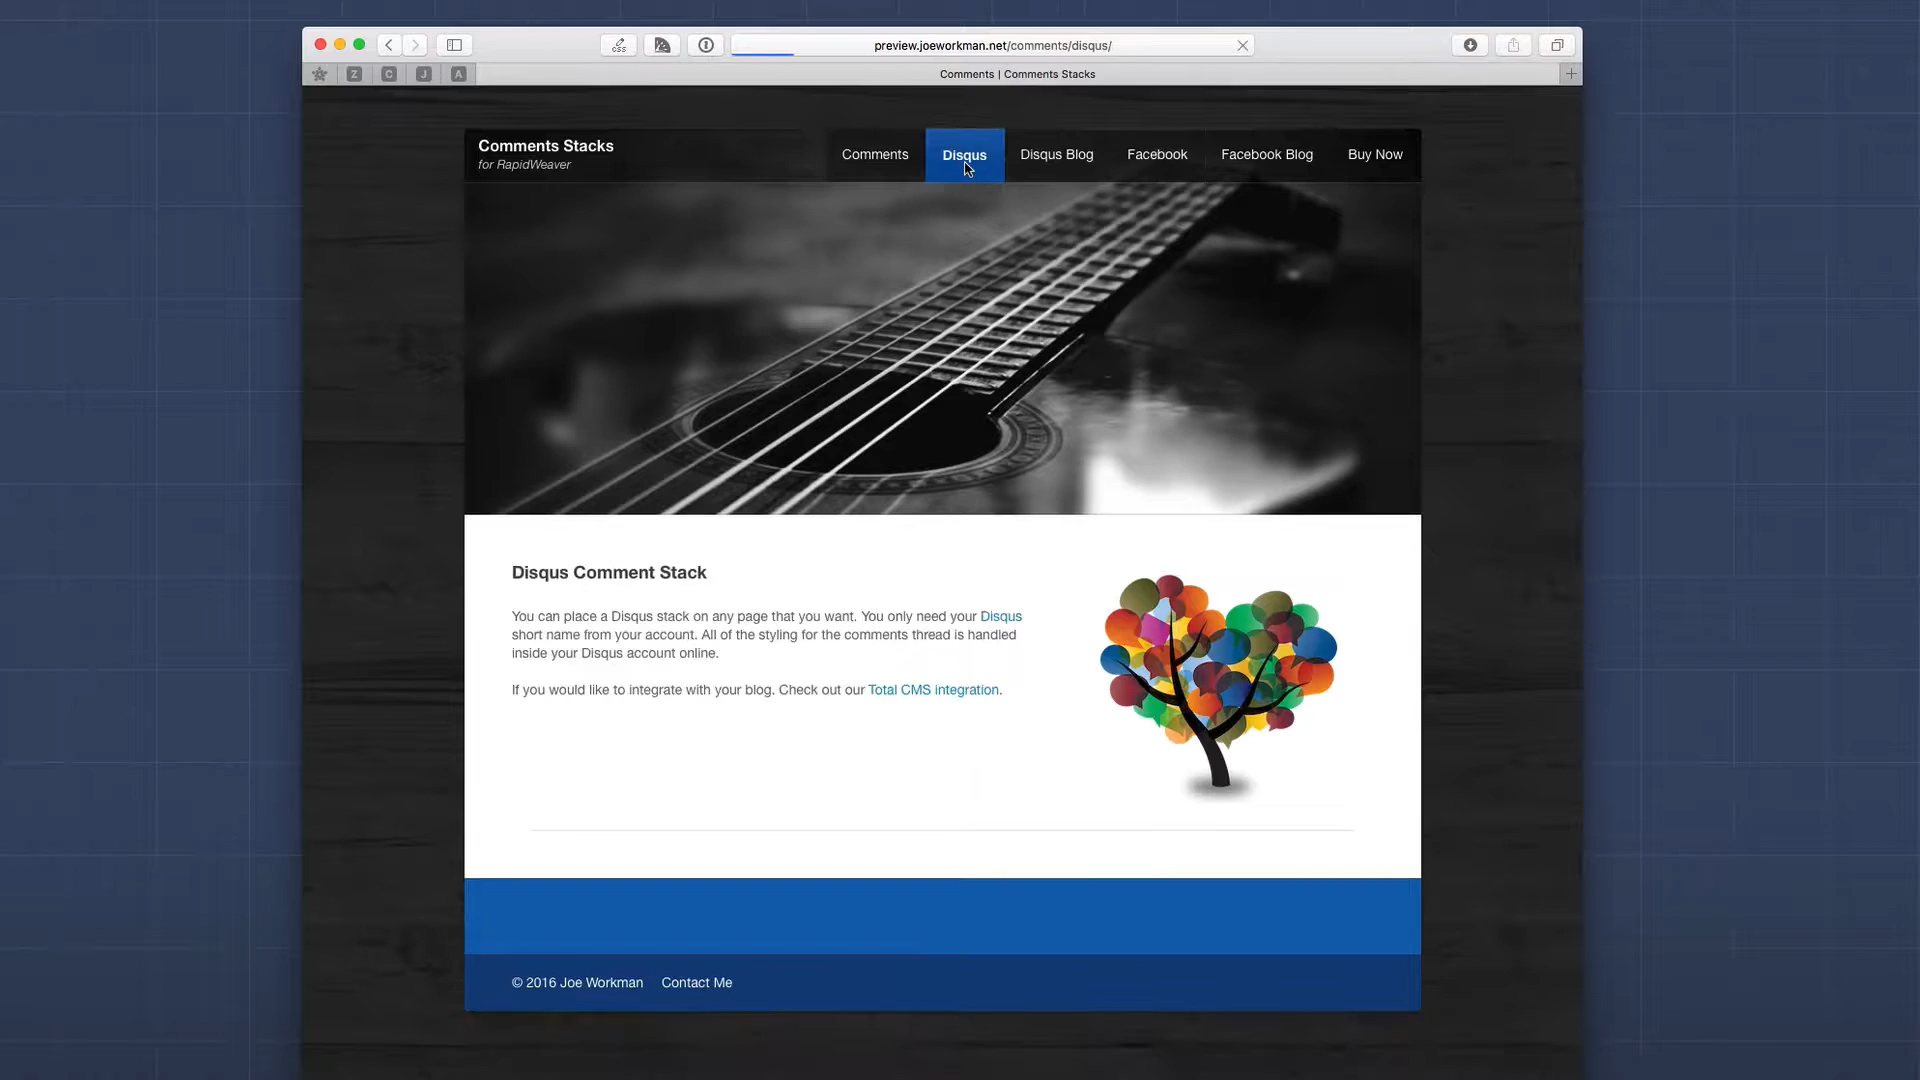 preview.joeworkman.net/comments/disqus/
Z C J A
Comments | Comments Stacks
Comments Stacks
for RapidWeaver
Comments Disqus Disqus Blog Facebook Facebook Blog Buy Now
Disqus Comment Stack
You can place a Disqus stack on any page that you want. You only need your Disqus
short name from your account. All of the styling for the comments thread is handled
inside your Disqus account online.
If you would like to integrate with your blog. Check out our Total CMS integration.
© 2016 Joe Workman Contact Me